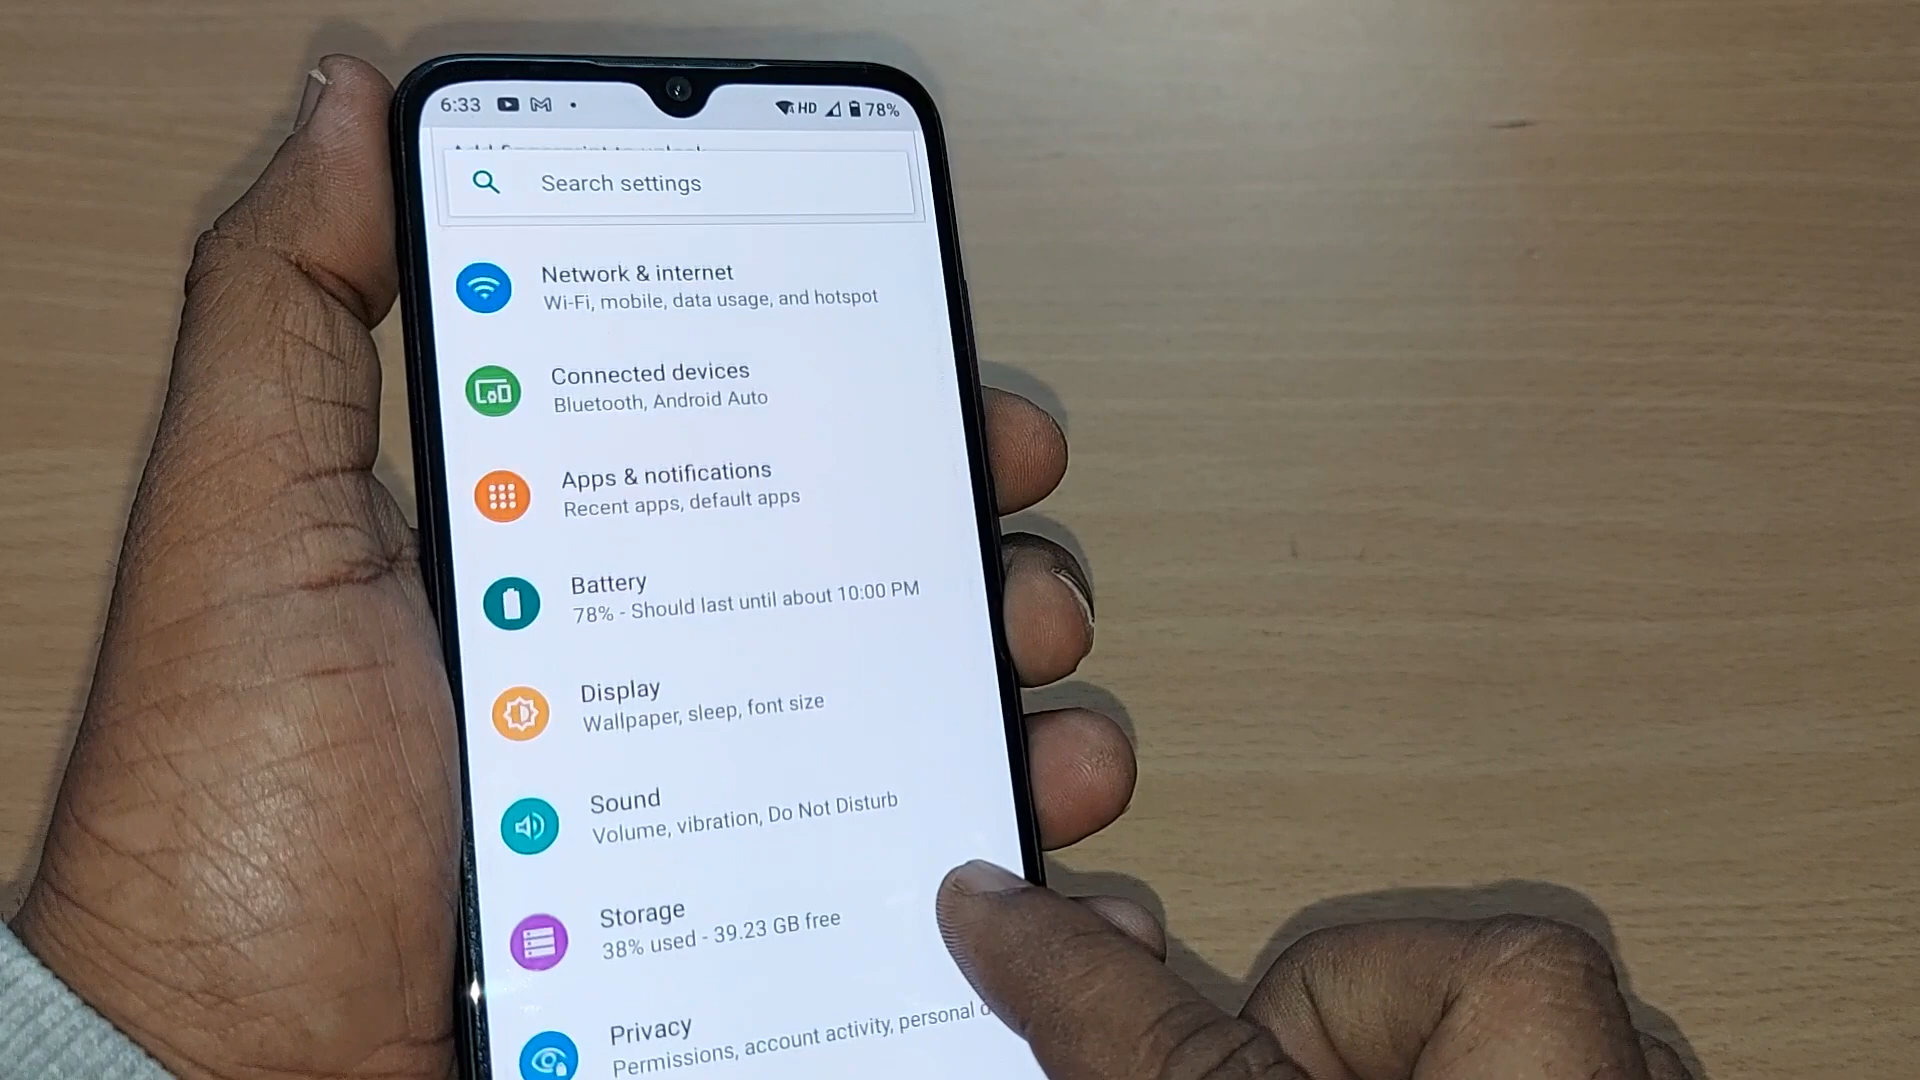 6:33 HD 78%
Search settings
Network & internet
Wi-Fi, mobile, data usage, and hotspot
Connected devices
Bluetooth, Android Auto
Apps & notifications
Recent apps, default apps
Battery
78% - Should last until about 10:00 PM
Display
Wallpaper, sleep, font size
Sound
Volume, vibration, Do Not Disturb
Storage
38% used - 39.23 GB free
Privacy
Permissions, account activity, personal